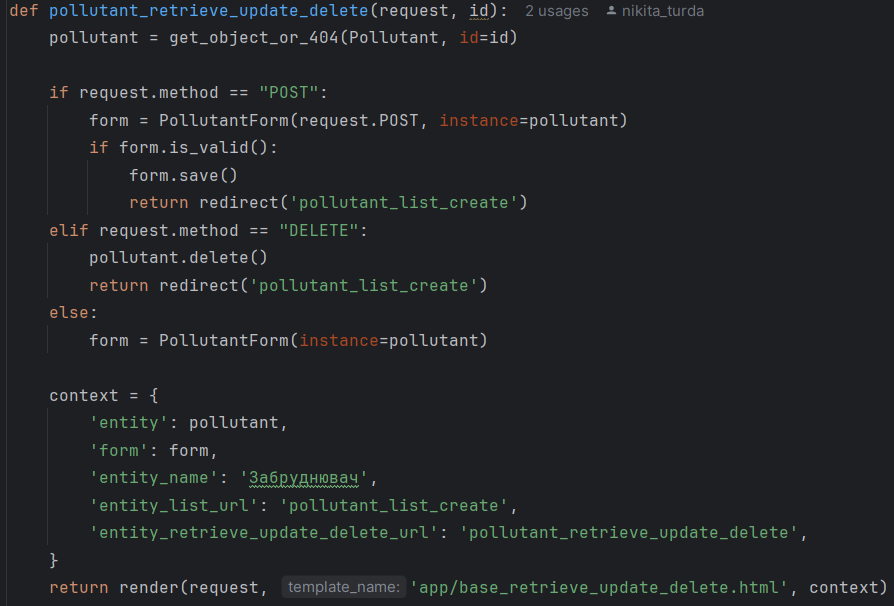 def pollutant_retrieve_update_delete(request, id): 2 usages nikita_turda
    pollutant = get_object_or_404(Pollutant, id=id)

    if request.method == "POST":
        form = PollutantForm(request.POST, instance=pollutant)
        if form.is_valid():
            form.save()
            return redirect('pollutant_list_create')
    elif request.method == "DELETE":
        pollutant.delete()
        return redirect('pollutant_list_create')
    else:
        form = PollutantForm(instance=pollutant)

    context = {
        'entity': pollutant,
        'form': form,
        'entity_name': 'Забруднювач',
        'entity_list_url': 'pollutant_list_create',
        'entity_retrieve_update_delete_url': 'pollutant_retrieve_update_delete',
    }
    return render(request, template_name: 'app/base_retrieve_update_delete.html', context)